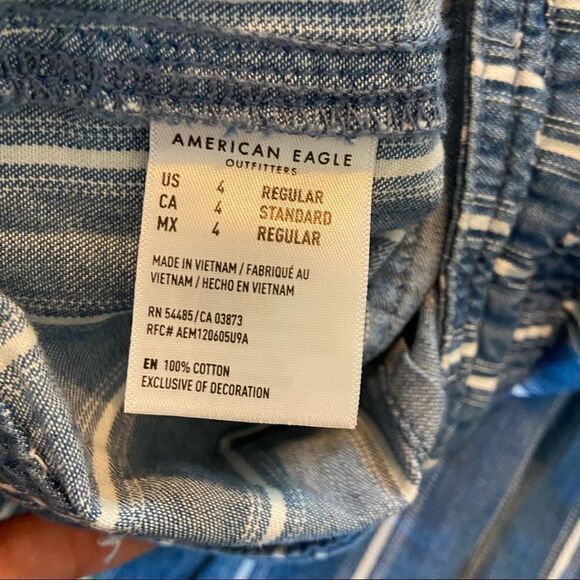 AMERICAN EAGLE
OUTFITTERS
US 4 REGULAR
CA 4 STANDARD
MX 4 REGULAR
MADE IN VIETNAM / FABRIQUÉ AU
VIETNAM / HECHO EN VIETNAM
RN 54485/CA 03873
RFC# AEM120605U9A
EN 100% COTTON
EXCLUSIVE OF DECORATION